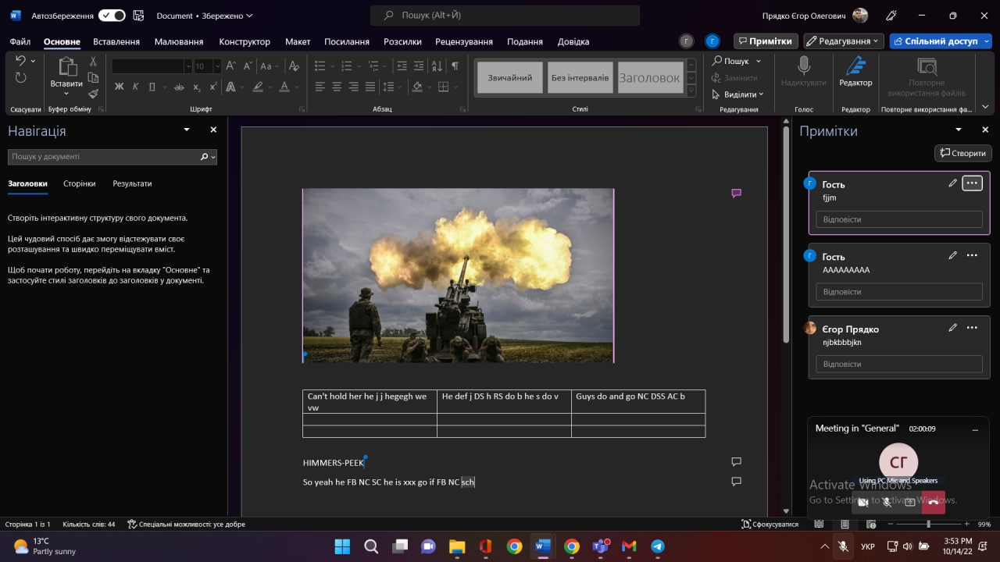 Автозбереження
Document • Збережено
Пошук (Alt+Й)
Прядко Єгор Олегович
Файл Основне Вставлення Малювання Конструктор Макет Посилання Розсилки Рецензування Подання Довідка
Г Г Примітки Редагування Спільний доступ
Вставити
10
Аа
Ж К П ab x₂ x² А А
Звичайний Без інтервалів Заголовок
Пошук
Замінити
Виділити
Надиктувати
Редактор
Повторне
використання файлів
Скасувати Буфер обміну Шрифт Абзац Стилі Редагування Голос Редактор Повторне використання фа...
Навігація
Пошук у документі
Заголовки Сторінки Результати
Створіть інтерактивну структуру свого документа.
Цей чудовий спосіб дає змогу відстежувати своє
розташування та швидко переміщувати вміст.
Щоб почати роботу, перейдіть на вкладку "Основне" та
застосуйте стилі заголовків до заголовків у документі.
Can't hold her he j j hegegh we
vw
He def j DS h RS do b he s do v
Guys do and go NC DSS AC b
HIMMERS-PEEK
So yeah he FB NC SC he is xxx go if FB NC sch
Примітки
Створити
Г Гость
fjjm
Відповісти
Г Гость
AAAAAAAAA
Відповісти
Єгор Прядко
njbkbbbjkn
Відповісти
Meeting in "General" 02:00:09
СГ
Using PC Mic and Speakers
Activate Windows
Go to Settings to activate Windows.
Сторінка 1 із 1 Кількість слів: 44 Спеціальні можливості: усе добре
Сфокусуватися
99%
13°C
Partly sunny
УКР
3:53 PM
10/14/22